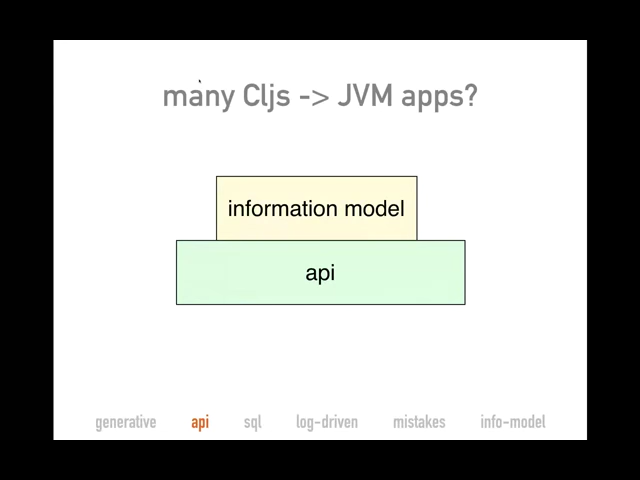 many Cljs -> JVM apps?
information model
api
generative api sql log-driven mistakes info-model